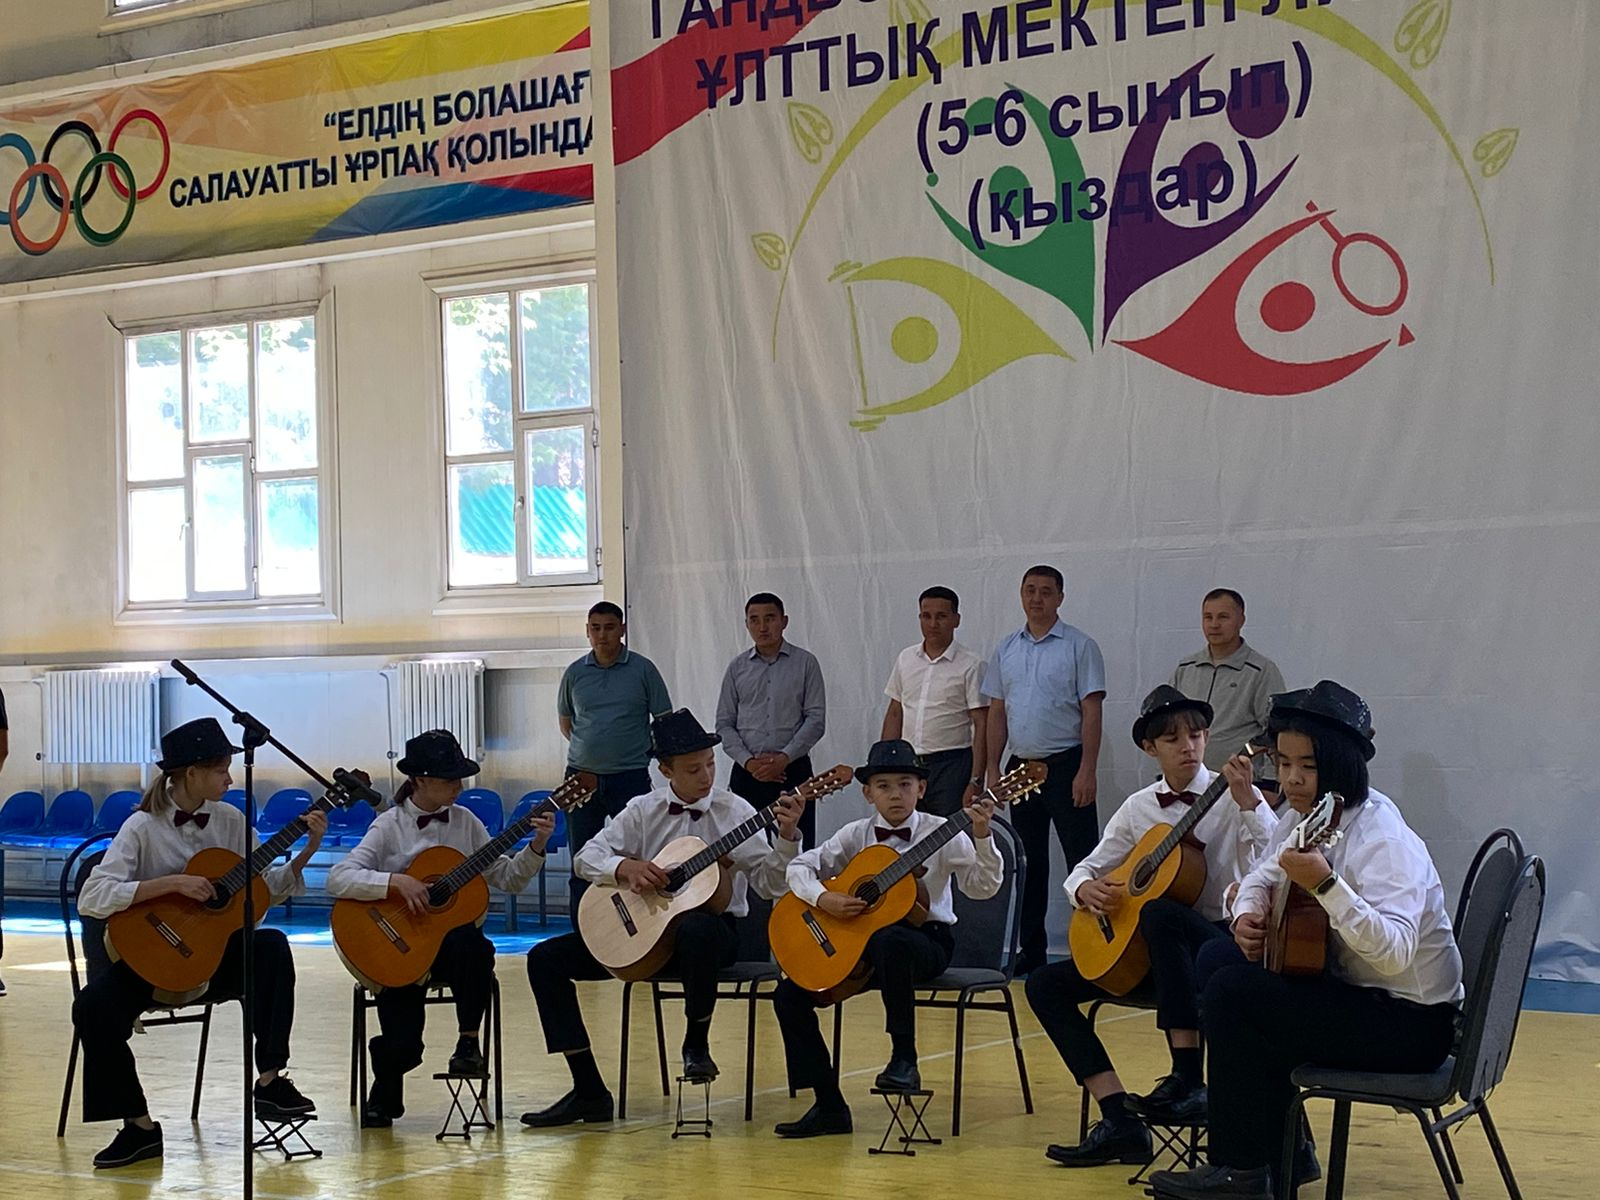 "ЕЛДІҢ БОЛАШАҒ
САЛАУАТТЫ ҰРПАҚ ҚОЛЫНДА
ҰЛТТЫҚ МЕКТЕП
(5-6 сынып)
(қыздар)